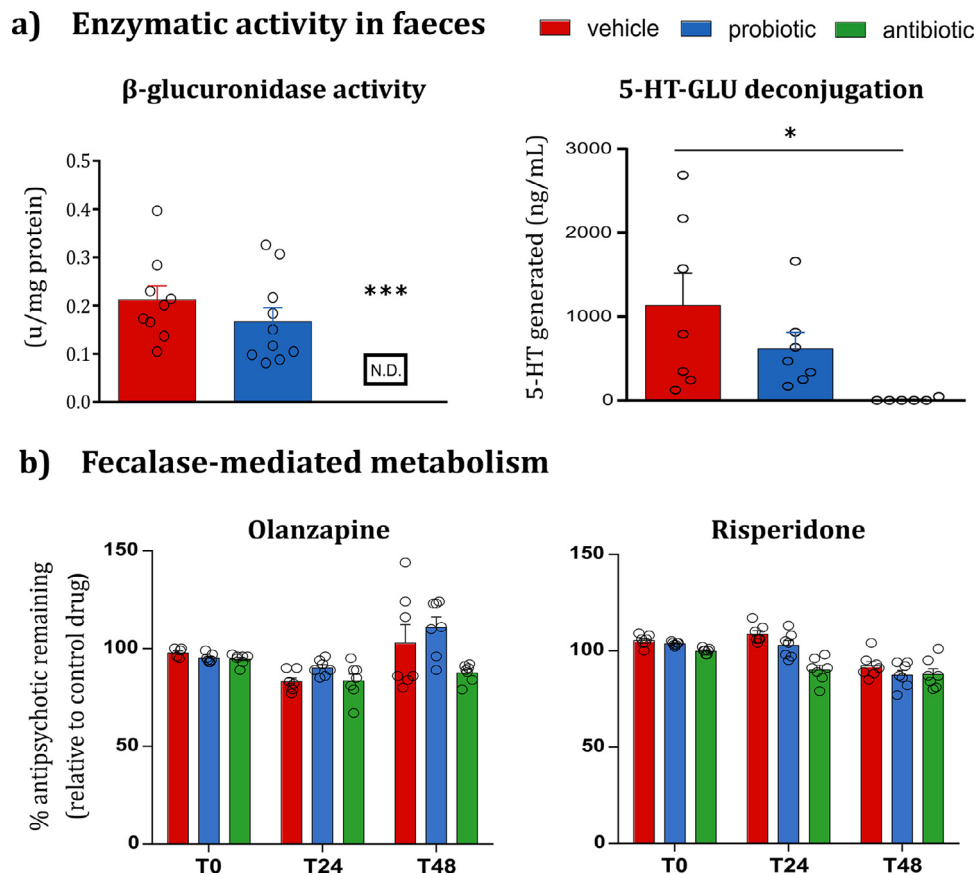 a) Enzymatic activity in faeces
vehicle probiotic antibiotic
β-glucuronidase activity
(u/mg protein)
0.5
0.4
0.3
0.2
0.1
0.0
***
N.D.
5-HT-GLU deconjugation
5-HT generated (ng/mL)
3000
2000
1000
0
*
b) Fecalase-mediated metabolism
% antipsychotic remaining
(relative to control drug)
Olanzapine
150
100
50
0
T0 T24 T48
Risperidone
150
100
50
0
T0 T24 T48